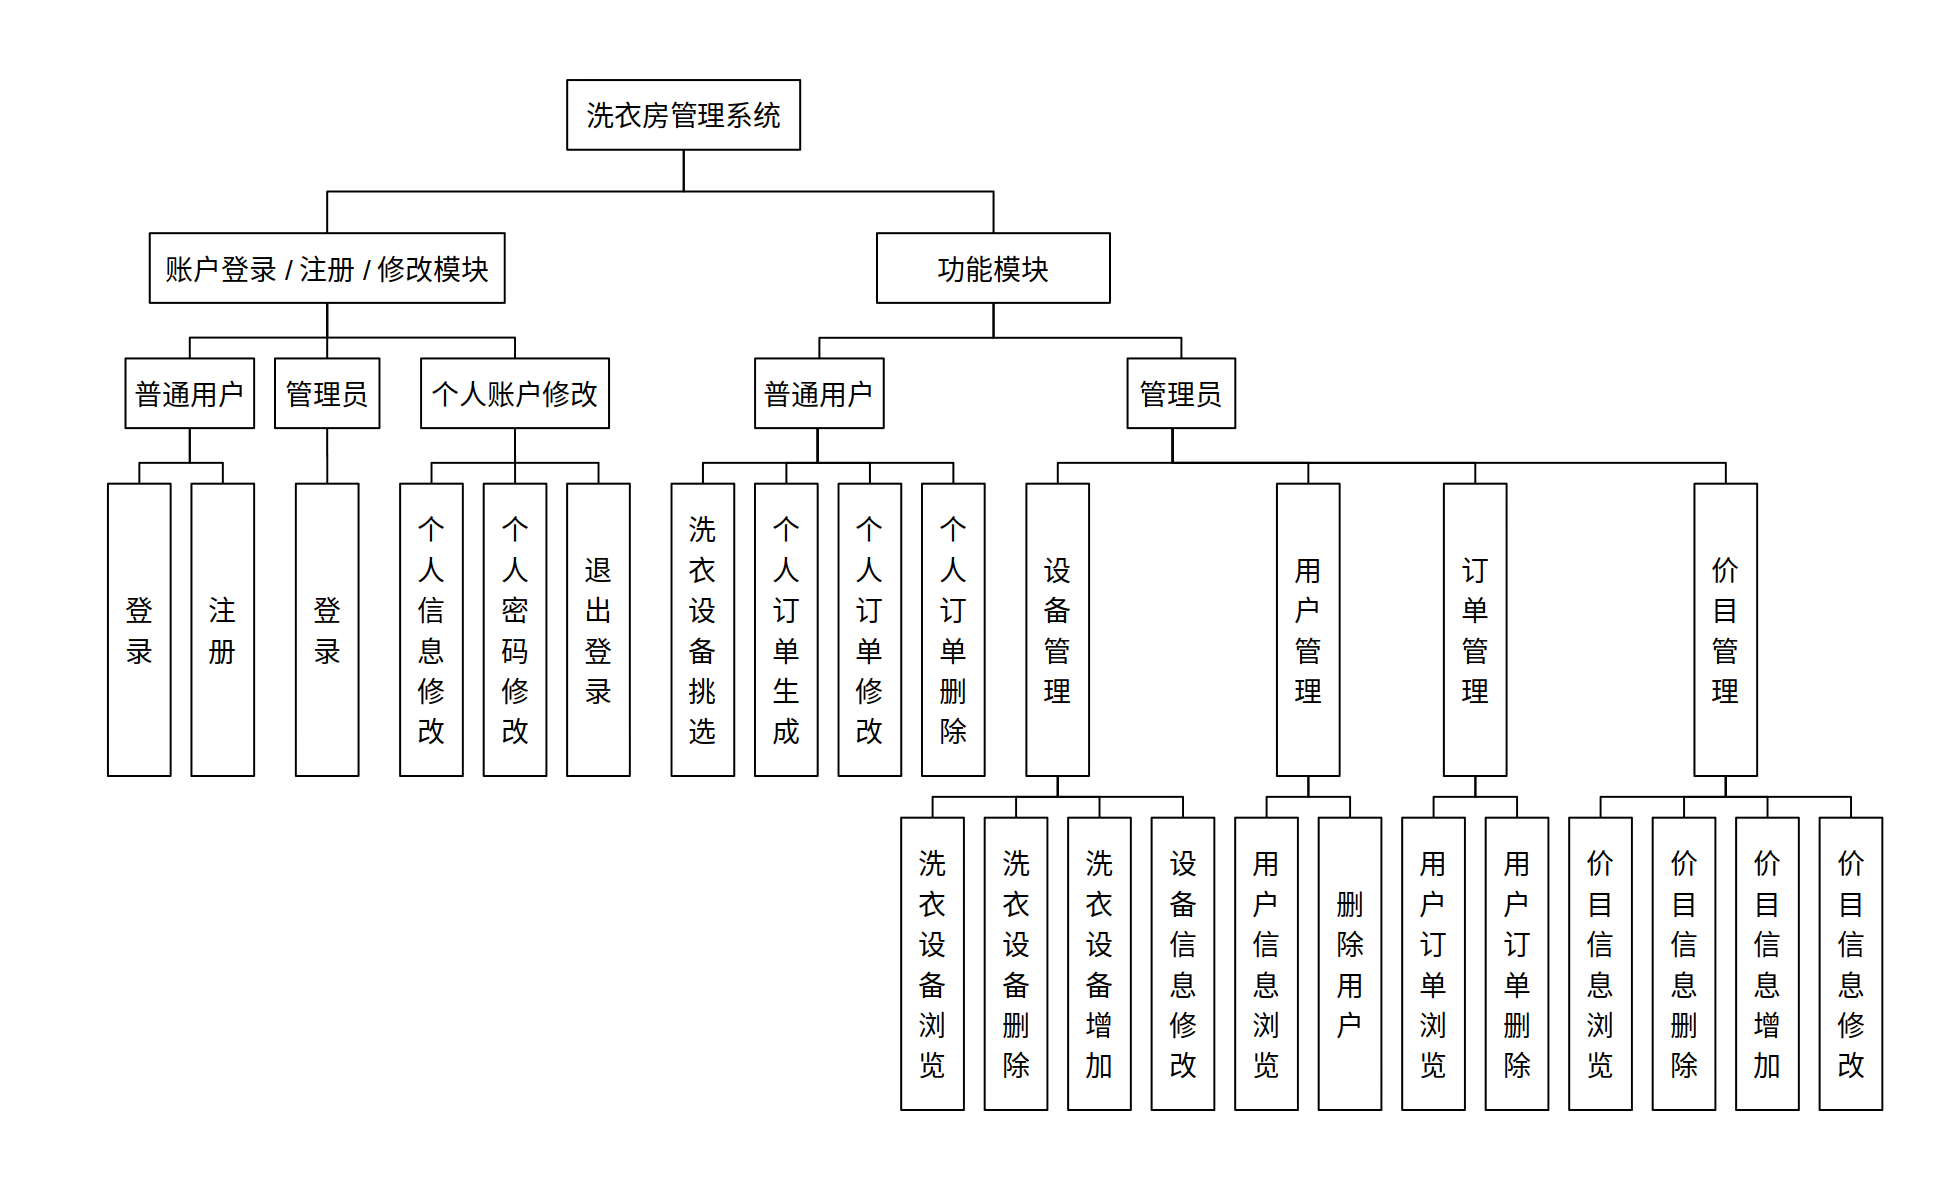 洗衣房管理系统
账户登录 / 注册 / 修改模块
功能模块
普通用户
管理员
个人账户修改
普通用户
管理员
登录
注册
登录
个人信息修改
个人密码修改
退出登录
洗衣设备挑选
个人订单生成
个人订单修改
个人订单删除
设备管理
用户管理
订单管理
价目管理
洗衣设备浏览
洗衣设备删除
洗衣设备增加
设备信息修改
用户信息浏览
删除用户
用户订单浏览
用户订单删除
价目信息浏览
价目信息删除
价目信息增加
价目信息修改